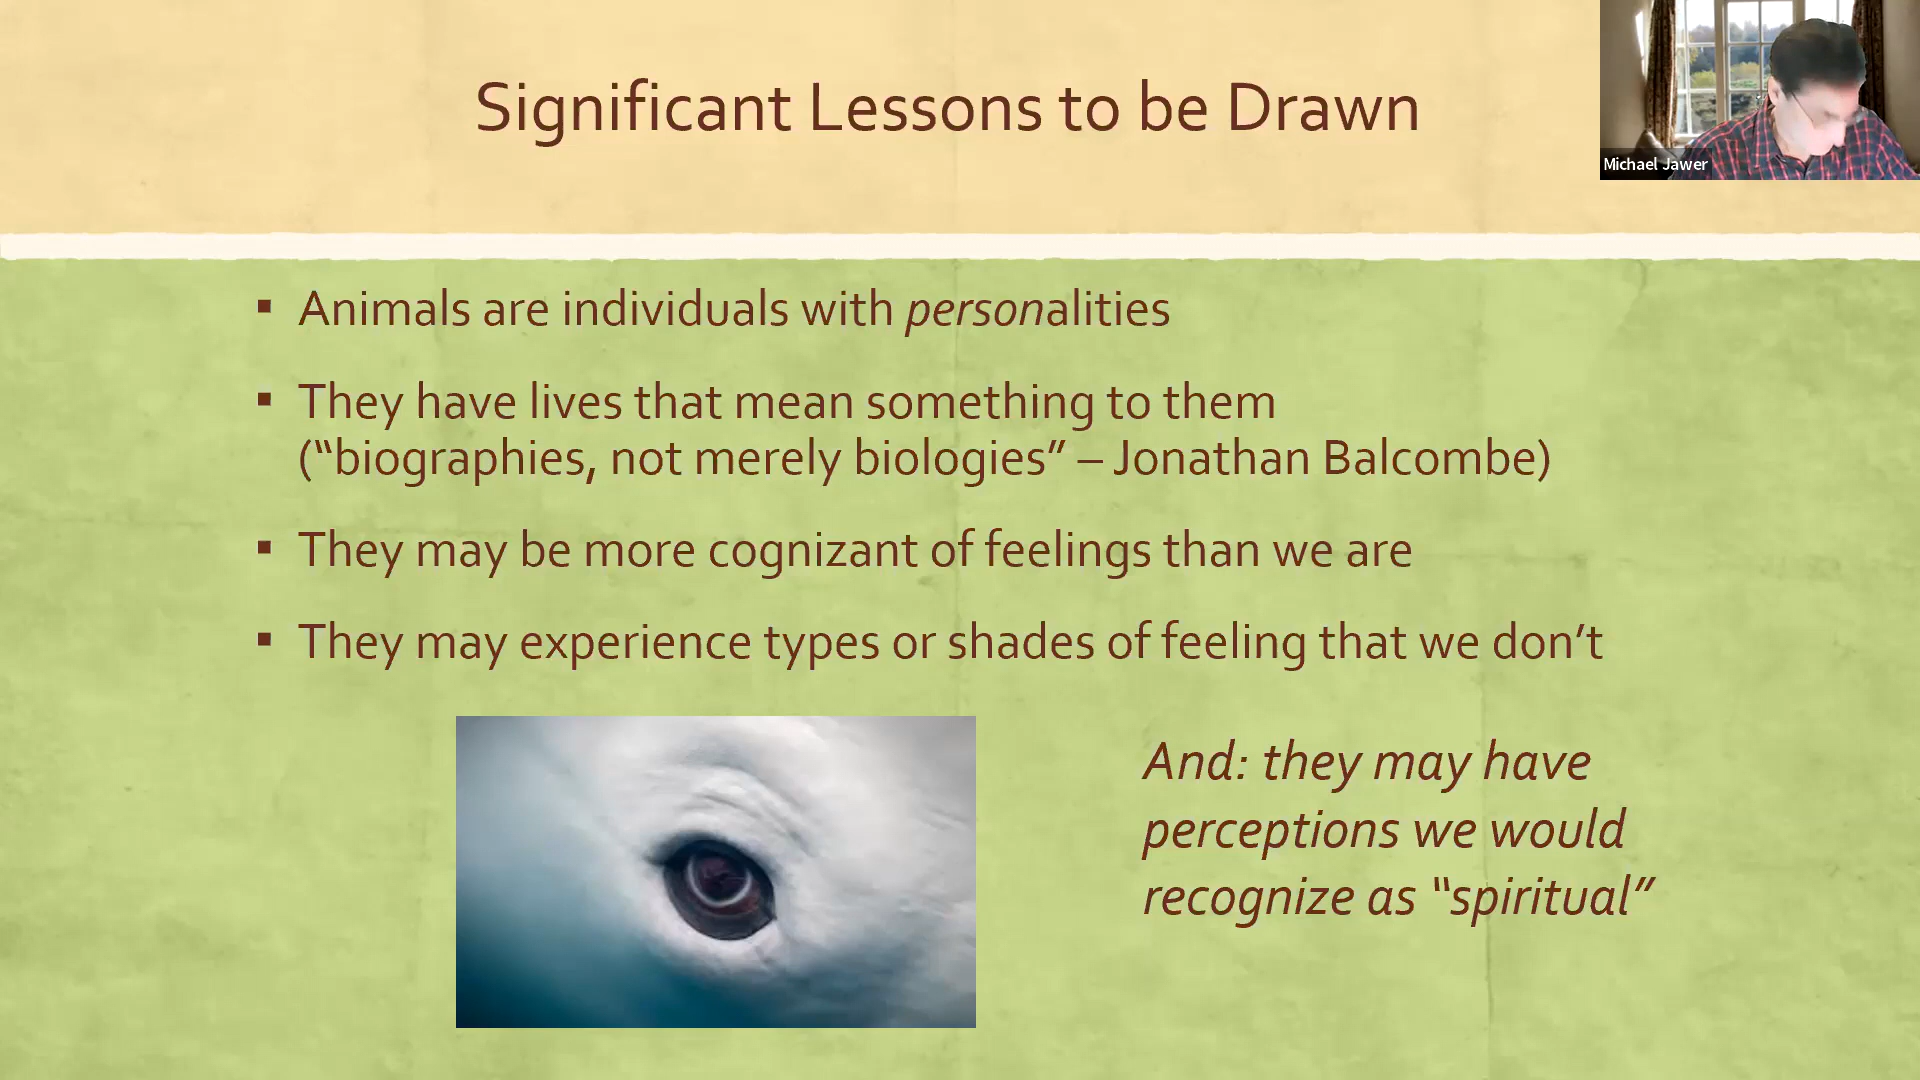 Significant Lessons to be Drawn
Michael Jawer
▪ Animals are individuals with personalities
▪ They have lives that mean something to them
(“biographies, not merely biologies” – Jonathan Balcombe)
▪ They may be more cognizant of feelings than we are
▪ They may experience types or shades of feeling that we don’t
And: they may have
perceptions we would
recognize as “spiritual”